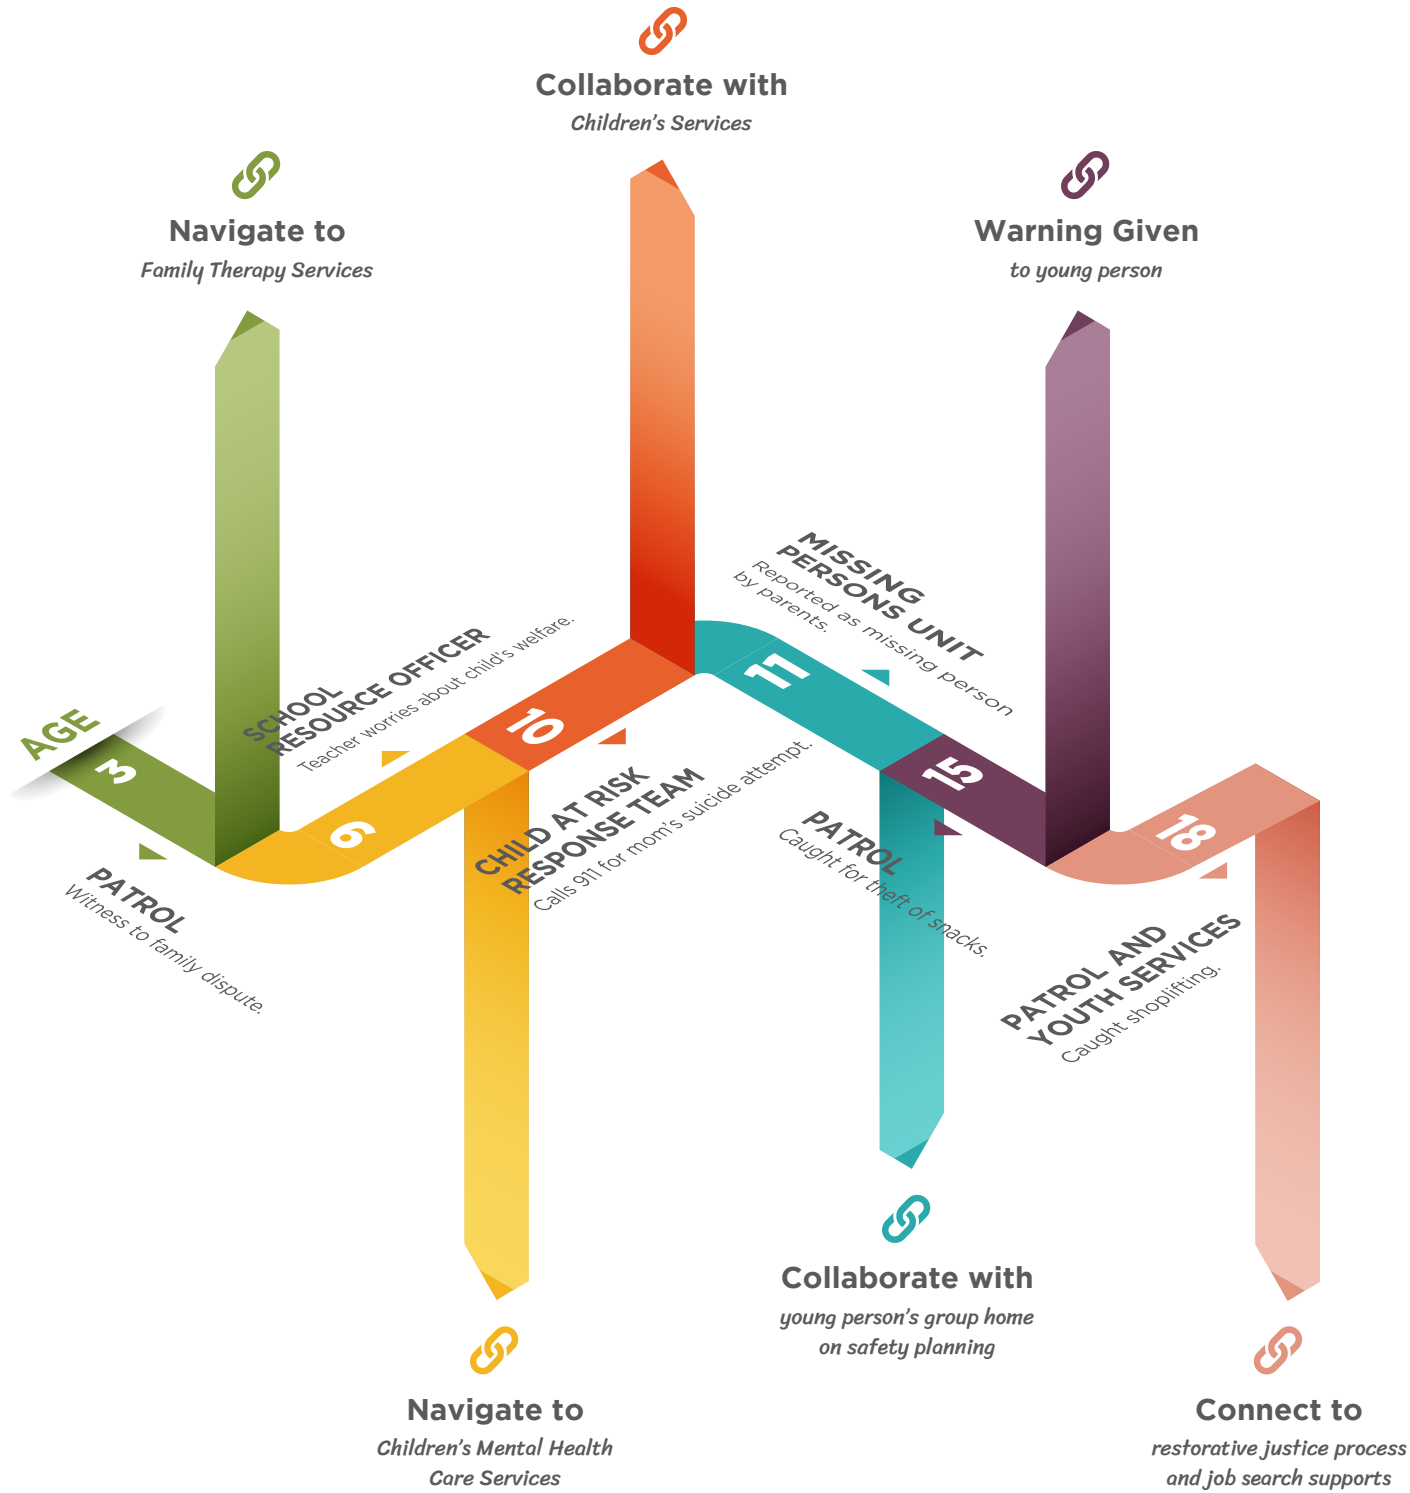 Collaborate with
Children's Services
Navigate to
Family Therapy Services
Warning Given
to young person
AGE
3
PATROL
Witness to family dispute.
6
SCHOOL
RESOURCE OFFICER
Teacher worries about child's welfare.
10
CHILD AT RISK
RESPONSE TEAM
Calls 911 for mom's suicide attempt.
11
MISSING
PERSONS UNIT
Reported as missing person
by parents.
15
PATROL
Caught for theft of snacks.
18
PATROL AND
YOUTH SERVICES
Caught shoplifting.
Collaborate with
young person's group home
on safety planning
Navigate to
Children's Mental Health
Care Services
Connect to
restorative justice process
and job search supports